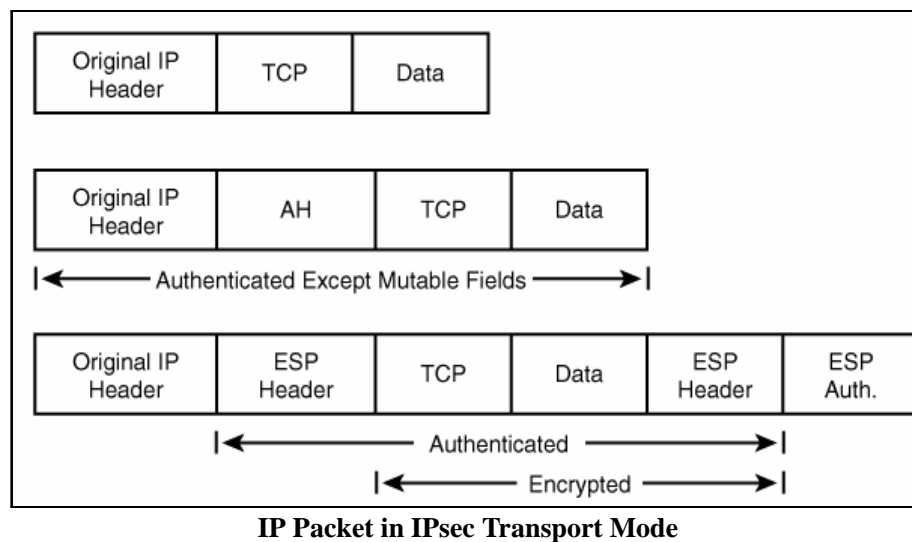 Original IP
Header
TCP
Data
Original IP
Header
AH
TCP
Data
Authenticated Except Mutable Fields
Original IP
Header
ESP
Header
TCP
Data
ESP
Header
ESP
Auth.
Authenticated
Encrypted
IP Packet in IPsec Transport Mode